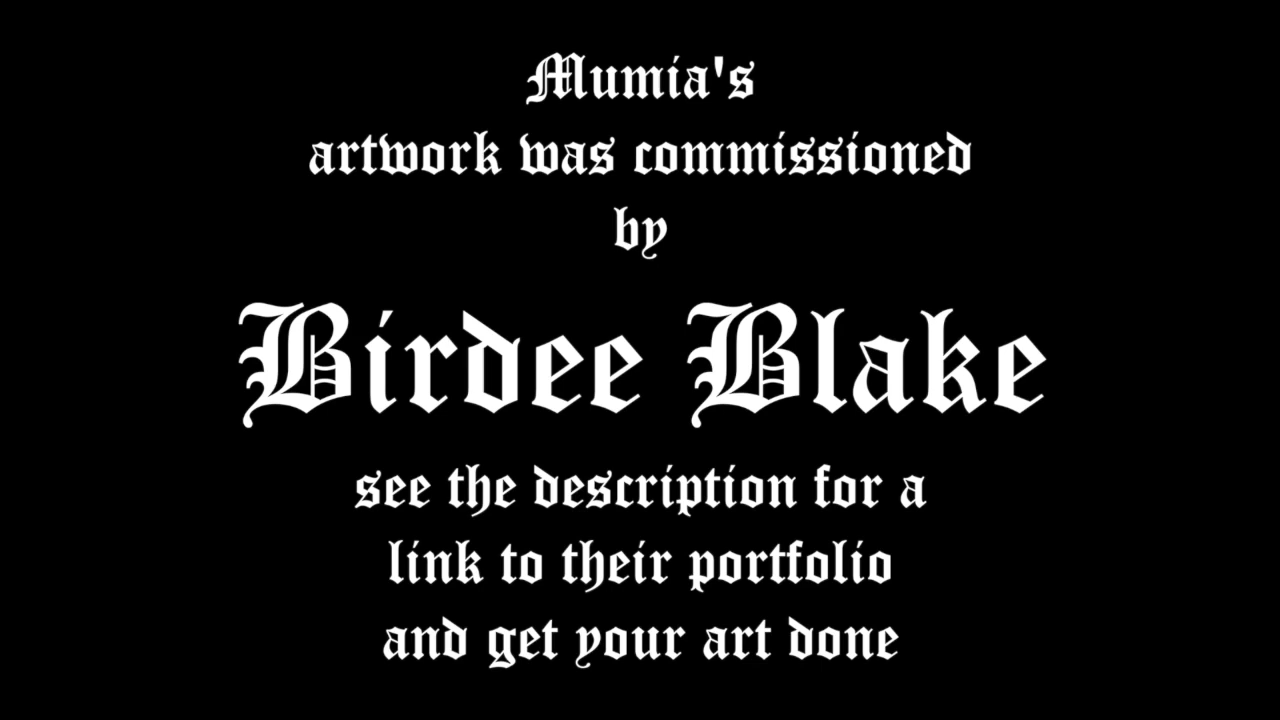 Mumia's
artwork was commissioned
by
Birdee Blake
see the description for a
link to their portfolio
and get your art done